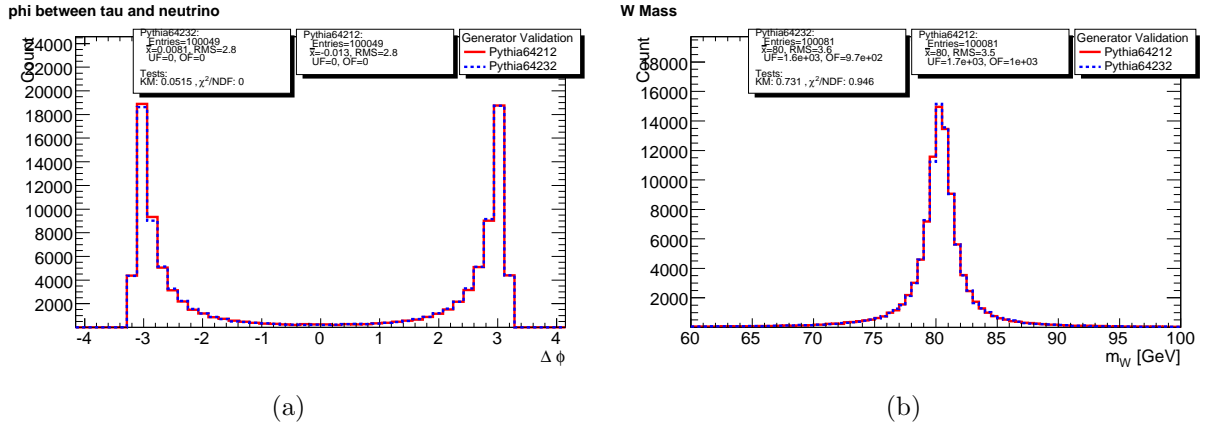 phi between tau and neutrino
Count
24000
22000
20000
18000
16000
14000
12000
10000
8000
6000
4000
2000
Pythia64232:
Entries=100049
x̄=0.0081, RMS=2.8
UF=0, OF=0
Tests:
KM: 0.0515 , χ²/NDF: 0
Pythia64212:
Entries=100049
x̄=-0.013, RMS=2.8
UF=0, OF=0
Generator Validation
Pythia64212
Pythia64232
-4 -3 -2 -1 0 1 2 3 4
Δ ϕ
(a)
W Mass
Count
18000
16000
14000
12000
10000
8000
6000
4000
2000
Pythia64232:
Entries=100081
x̄=80, RMS=3.6
UF=1.6e+03, OF=9.7e+02
Tests:
KM: 0.731 , χ²/NDF: 0.946
Pythia64212:
Entries=100081
x̄=80, RMS=3.5
UF=1.7e+03, OF=1e+03
Generator Validation
Pythia64212
Pythia64232
60 65 70 75 80 85 90 95 100
m_W [GeV]
(b)